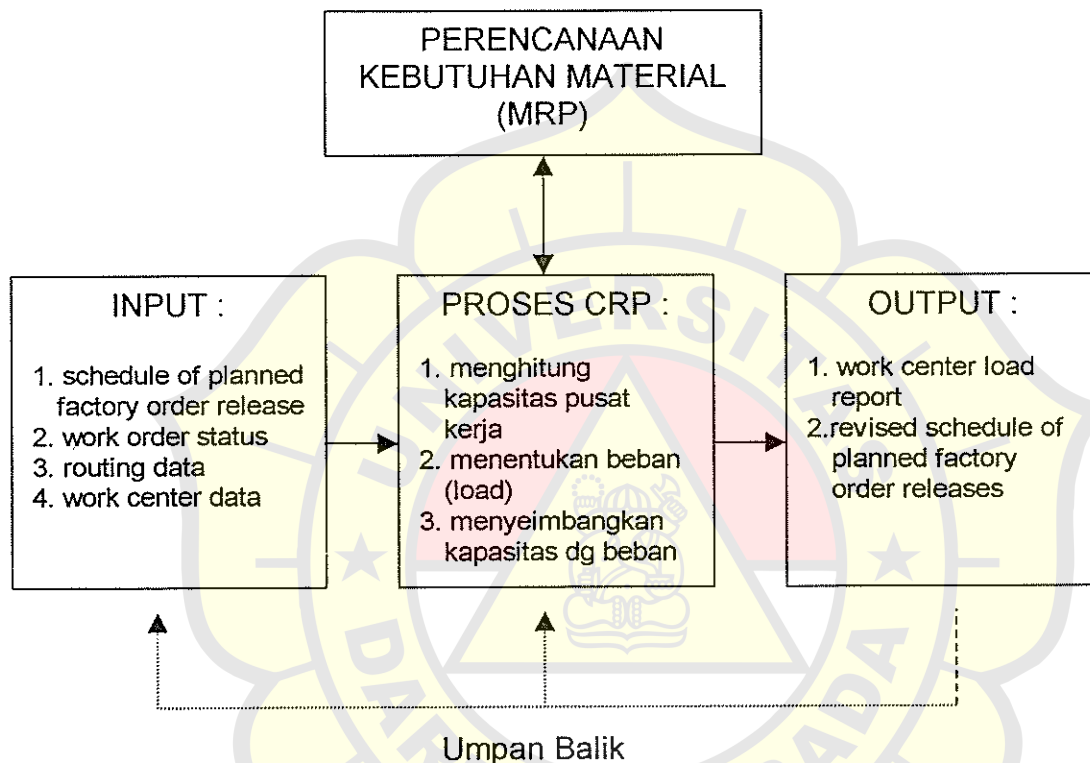 PERENCANAAN
KEBUTUHAN MATERIAL
(MRP)
INPUT :
1. schedule of planned
factory order release
2. work order status
3. routing data
4. work center data
PROSES CRP :
1. menghitung
kapasitas pusat
kerja
2. menentukan beban
(load)
3. menyeimbangkan
kapasitas dg beban
OUTPUT :
1. work center load
report
2.revised schedule of
planned factory
order releases
Umpan Balik
UNIVERSITAS